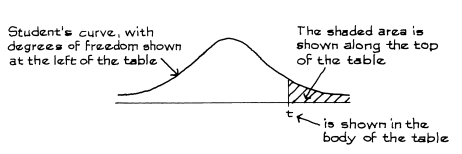 Student's curve, with
degrees of freedom shown
at the left of the table
The shaded area is
shown along the top
of the table
t
is shown in the
body of the table